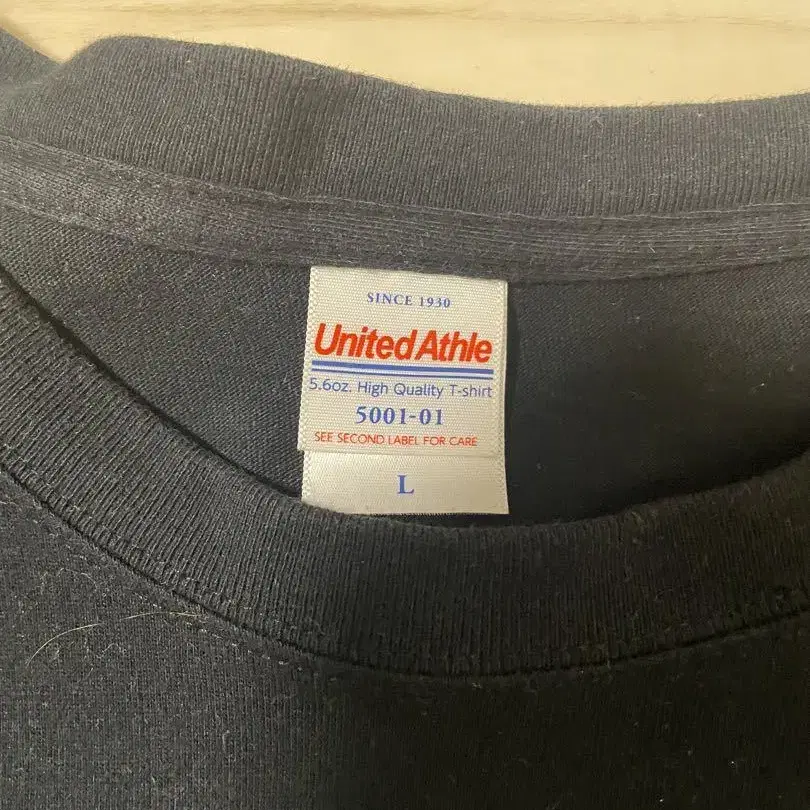 SINCE 1930
United Athle
5.6oz. High Quality T-shirt
5001-01
SEE SECOND LABEL FOR CARE
L